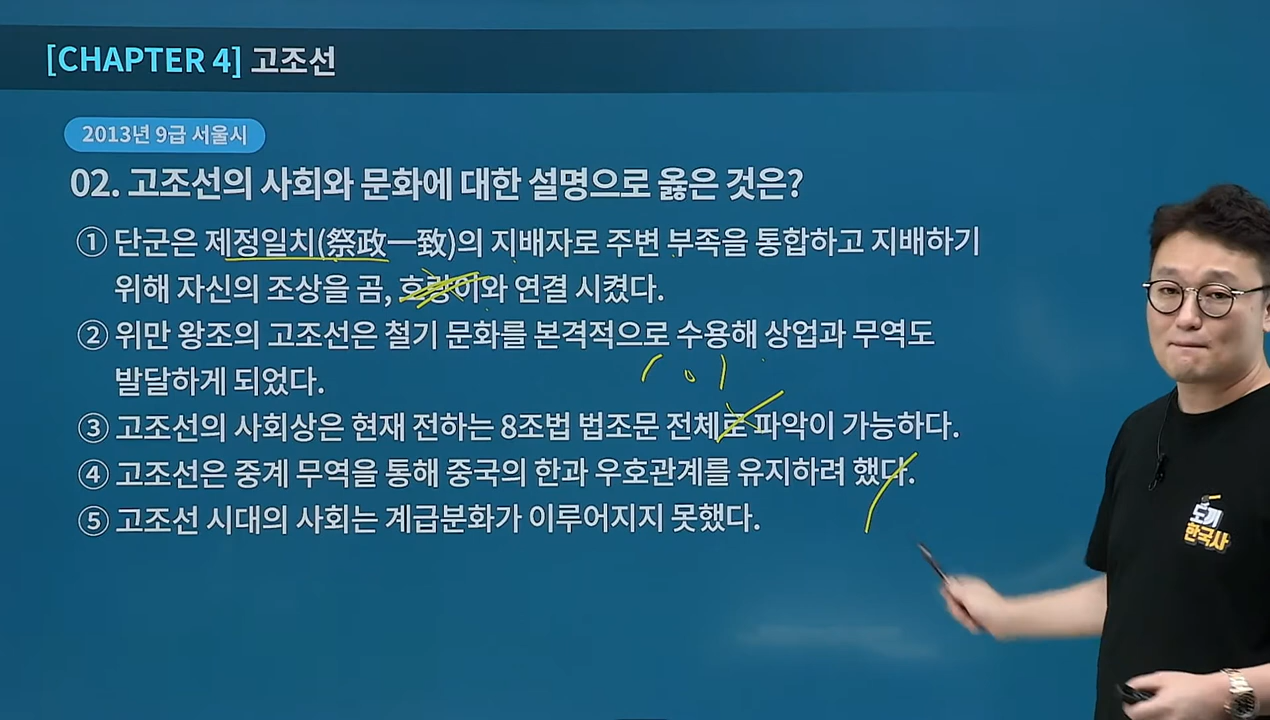 [CHAPTER 4] 고조선
2013년 9급 서울시
02. 고조선의 사회와 문화에 대한 설명으로 옳은 것은?
① 단군은 제정일치(祭政一致)의 지배자로 주변 부족을 통합하고 지배하기
위해 자신의 조상을 곰, 호랑이와 연결 시켰다.
② 위만 왕조의 고조선은 철기 문화를 본격적으로 수용해 상업과 무역도
발달하게 되었다.
③ 고조선의 사회상은 현재 전하는 8조법 법조문 전체로 파악이 가능하다.
④ 고조선은 중계 무역을 통해 중국의 한과 우호관계를 유지하려 했다.
⑤ 고조선 시대의 사회는 계급분화가 이루어지지 못했다.
도끼
한국사